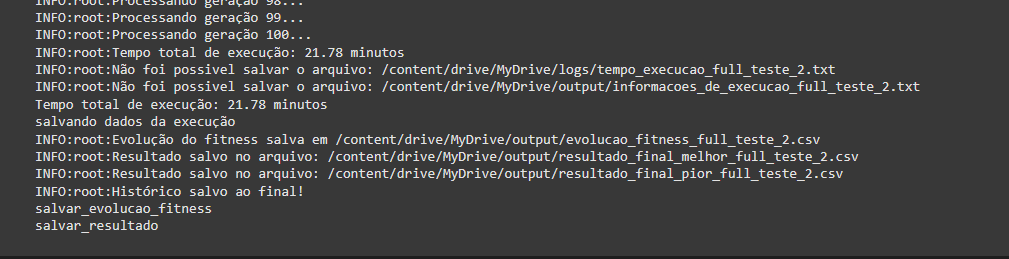 INFO:root:Processando geração 98...
INFO:root:Processando geração 99...
INFO:root:Processando geração 100...
INFO:root:Tempo total de execução: 21.78 minutos
INFO:root:Não foi possivel salvar o arquivo: /content/drive/MyDrive/logs/tempo_execucao_full_teste_2.txt
INFO:root:Não foi possivel salvar o arquivo: /content/drive/MyDrive/output/informacoes_de_execucao_full_teste_2.txt
Tempo total de execução: 21.78 minutos
salvando dados da execução
INFO:root:Evolução do fitness salva em /content/drive/MyDrive/output/evolucao_fitness_full_teste_2.csv
INFO:root:Resultado salvo no arquivo: /content/drive/MyDrive/output/resultado_final_melhor_full_teste_2.csv
INFO:root:Resultado salvo no arquivo: /content/drive/MyDrive/output/resultado_final_pior_full_teste_2.csv
INFO:root:Histórico salvo ao final!
salvar_evolucao_fitness
salvar_resultado